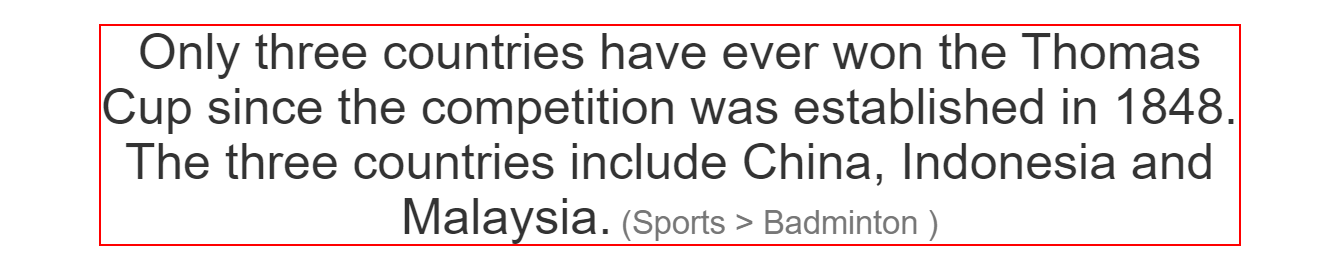 Only three countries have ever won the Thomas
Cup since the competition was established in 1848.
The three countries include China, Indonesia and
Malaysia. (Sports > Badminton )